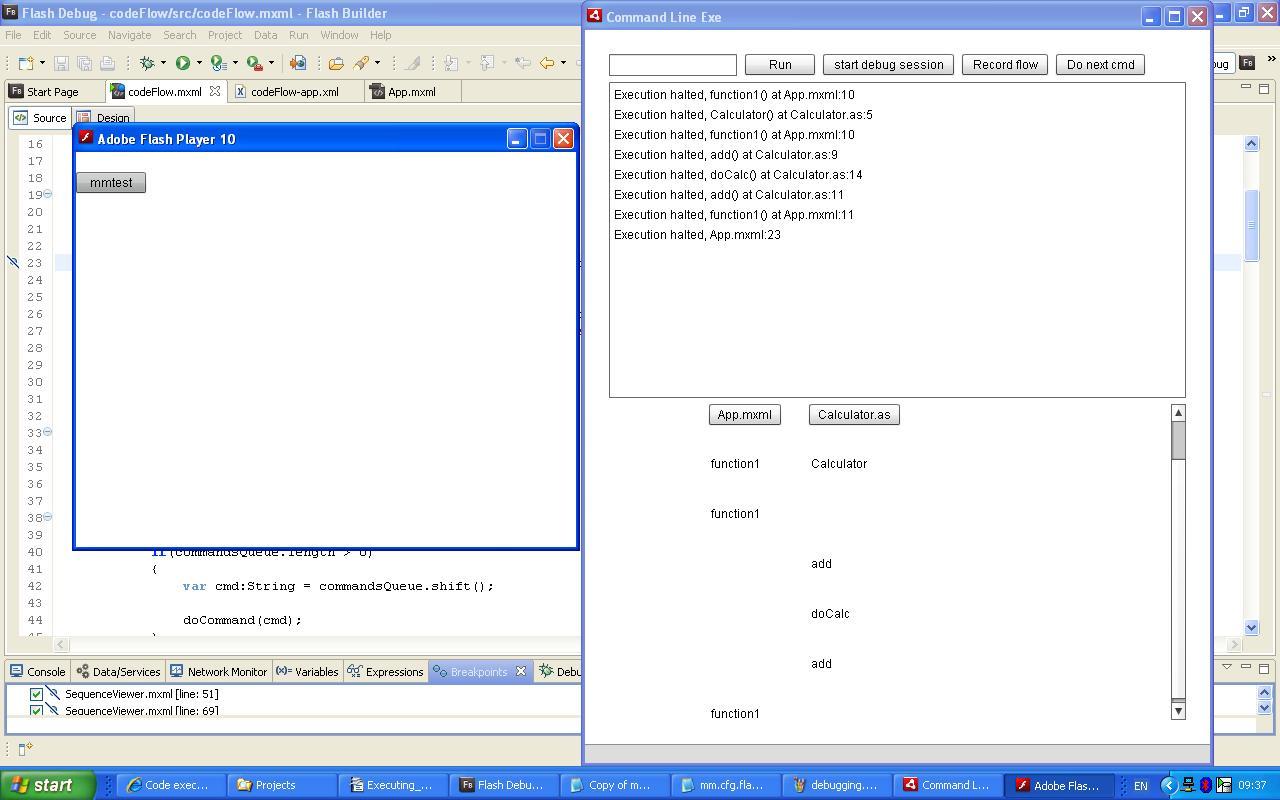 Flash Debug - codeFlow/src/codeFlow.mxml - Flash Builder
File Edit Source Navigate Search Project Data Run Window Help
Start Page codeFlow.mxml codeFlow-app.xml App.mxml
Source Design
16
17
18
19
20
21
22
23
24
25
26
27
28
29
30
31
32
33
34
35
36
37
38
39
40 if(commandsQueue.length > 0)
41 {
42 var cmd:String = commandsQueue.shift();
43
44 doCommand(cmd);
45
Adobe Flash Player 10
mmtest
Command Line Exe
Run start debug session Record flow Do next cmd
Execution halted, function1() at App.mxml:10
Execution halted, Calculator() at Calculator.as:5
Execution halted, function1() at App.mxml:10
Execution halted, add() at Calculator.as:9
Execution halted, doCalc() at Calculator.as:14
Execution halted, add() at Calculator.as:11
Execution halted, function1() at App.mxml:11
Execution halted, App.mxml:23
App.mxml Calculator.as
function1 Calculator
function1
add
doCalc
add
function1
Console Data/Services Network Monitor Variables Expressions Breakpoints Debu
SequenceViewer.mxml [line: 51]
SequenceViewer.mxml [line: 69]
start Code exec... Projects Executing_... Flash Debu... Copy of m... mm.cfg.fla... debugging.... Command L... Adobe Flas... EN 09:37